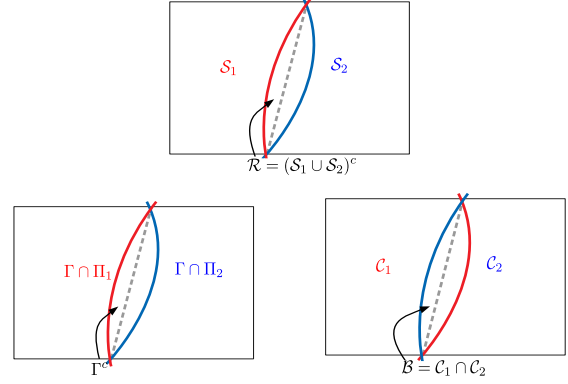 𝒮₁ 𝒮₂
ℛ = (𝒮₁ ∪ 𝒮₂)ᶜ
Γ ∩ Π₁ Γ ∩ Π₂
Γᶜ
𝒞₁ 𝒞₂
ℬ = 𝒞₁ ∩ 𝒞₂